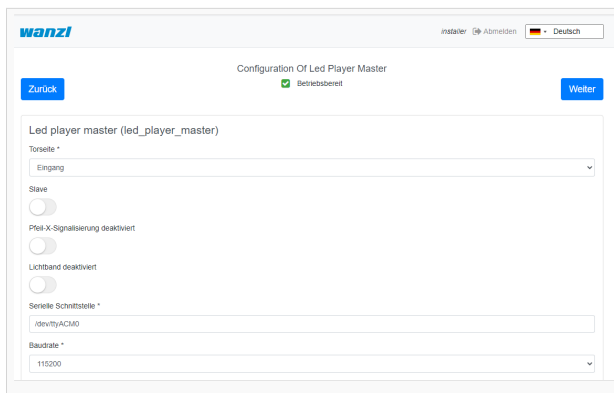 wanzl
installer Abmelden Deutsch
Configuration Of Led Player Master
Zurück Betriebsbereit Weiter
Led player master (led_player_master)
Torseite *
Eingang
Slave
Pfeil-X-Signalisierung deaktiviert
Lichtband deaktiviert
Serielle Schnittstelle *
/dev/ttyACM0
Baudrate *
115200